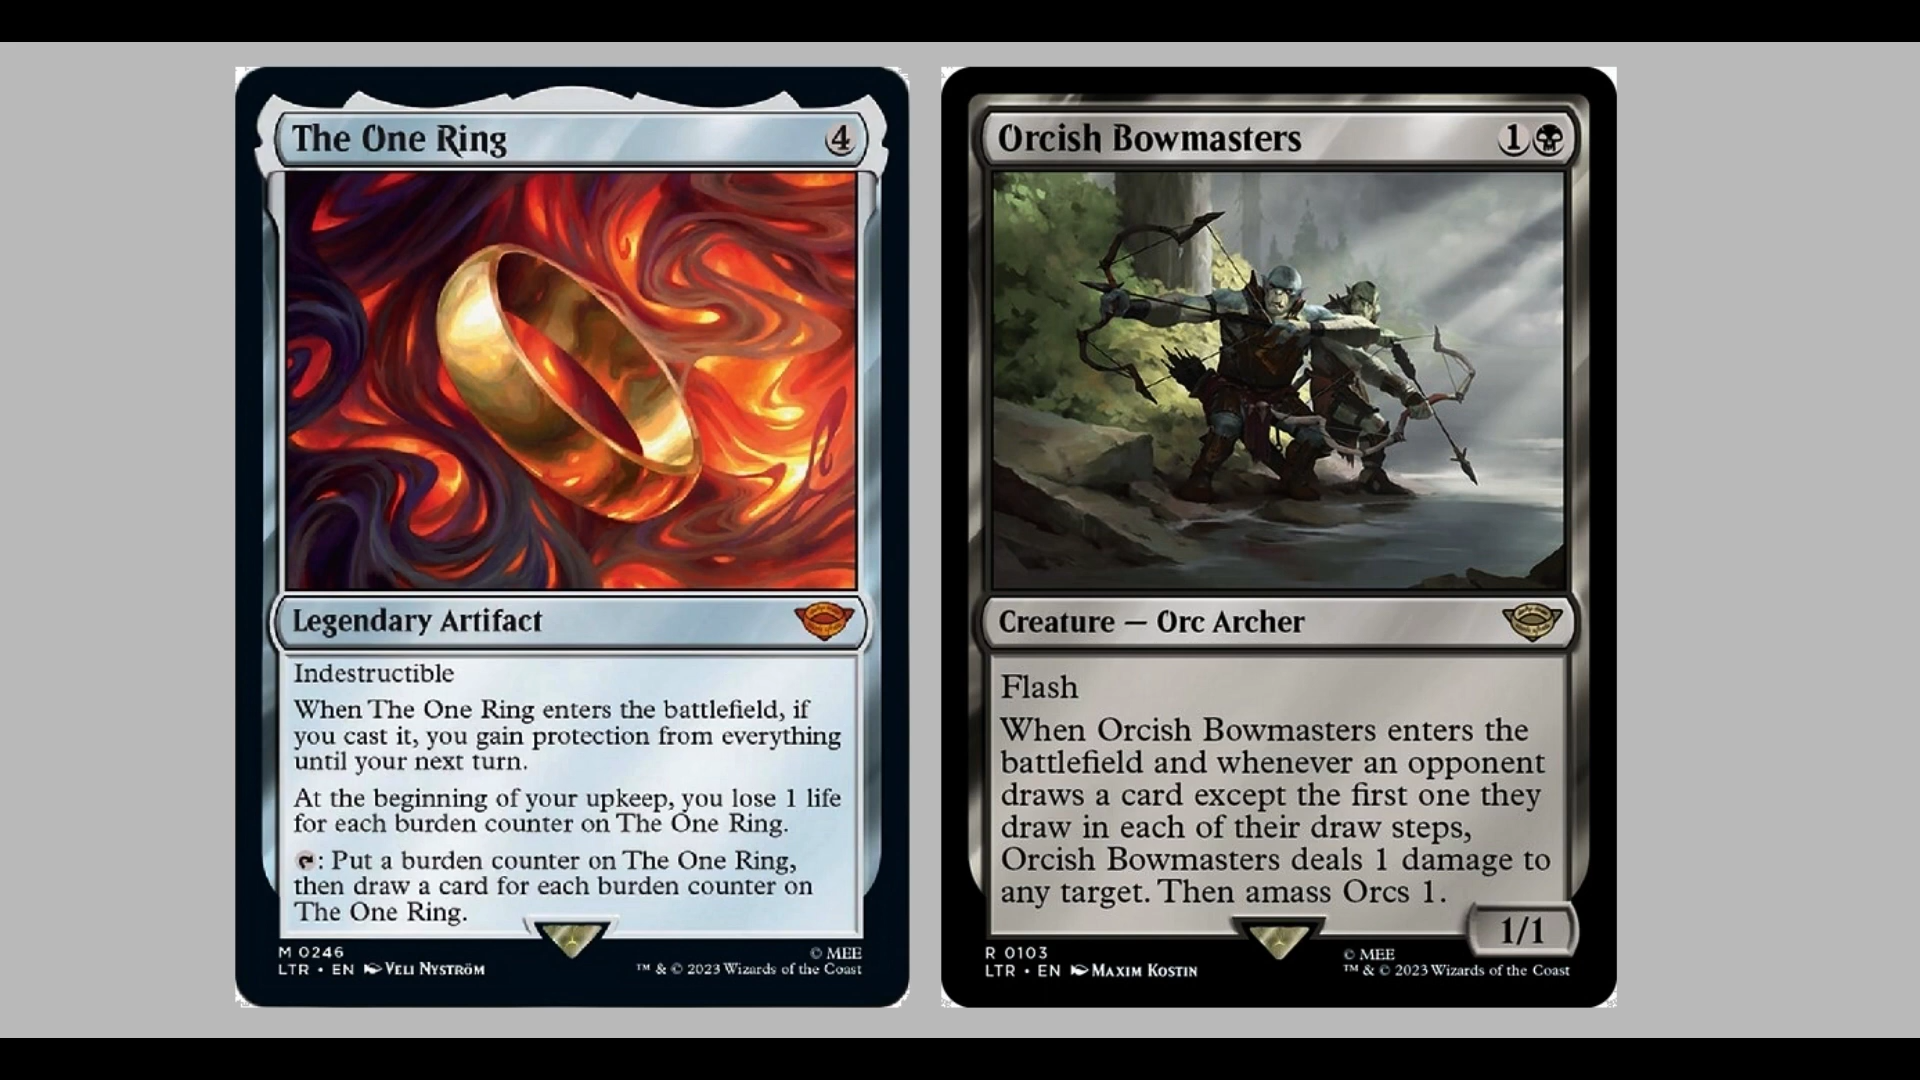 The One Ring
4
Legendary Artifact
Indestructible
When The One Ring enters the battlefield, if
you cast it, you gain protection from everything
until your next turn.
At the beginning of your upkeep, you lose 1 life
for each burden counter on The One Ring.
: Put a burden counter on The One Ring,
then draw a card for each burden counter on
The One Ring.
M 0246
LTR • EN VELI NYSTRÖM
© MEE
™ & © 2023 Wizards of the Coast
Orcish Bowmasters
1
Creature — Orc Archer
Flash
When Orcish Bowmasters enters the
battlefield and whenever an opponent
draws a card except the first one they
draw in each of their draw steps,
Orcish Bowmasters deals 1 damage to
any target. Then amass Orcs 1.
1/1
R 0103
LTR • EN MAXIM KOSTIN
© MEE
™ & © 2023 Wizards of the Coast